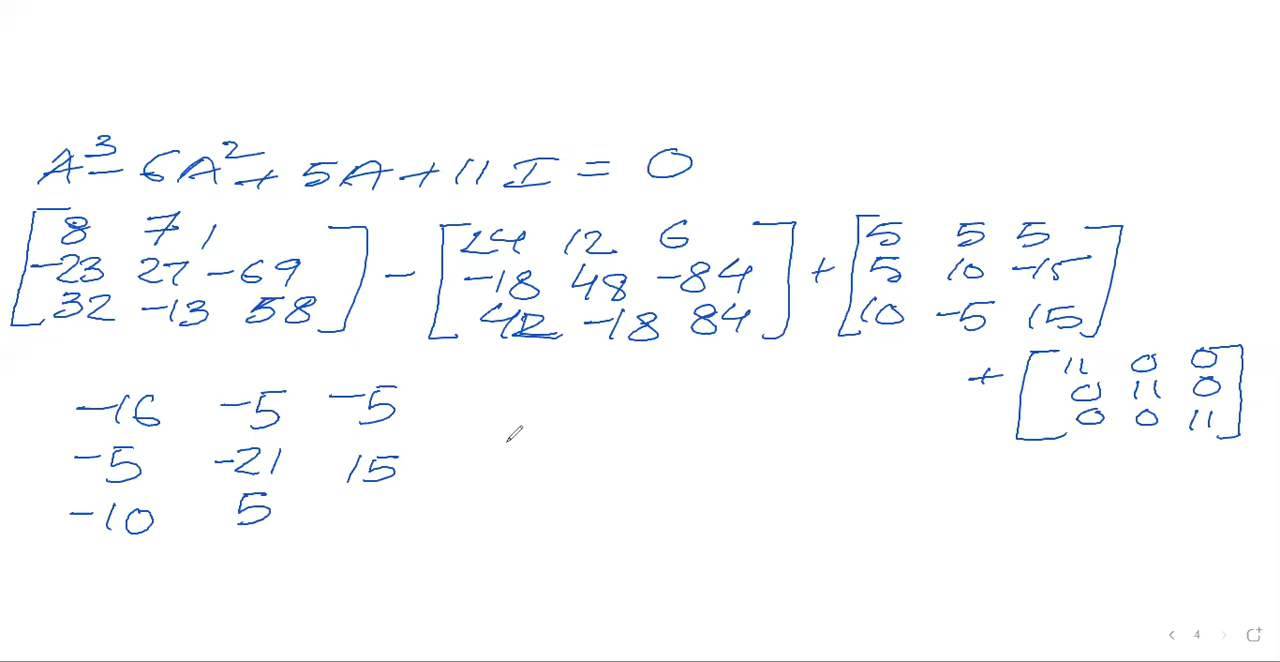 A³ - 6A² + 5A + 11 I = 0
[ 8 7 1 ] - [ 24 12 6 ] + [ 5 5 5 ]
-23 27 -69 -18 48 -84 5 10 -15
32 -13 58 42 -18 84 10 -5 15
+ [ 11 0 0 ]
0 11 0
0 0 11
-16 -5 -5
-5 -21 15
-10 5
4